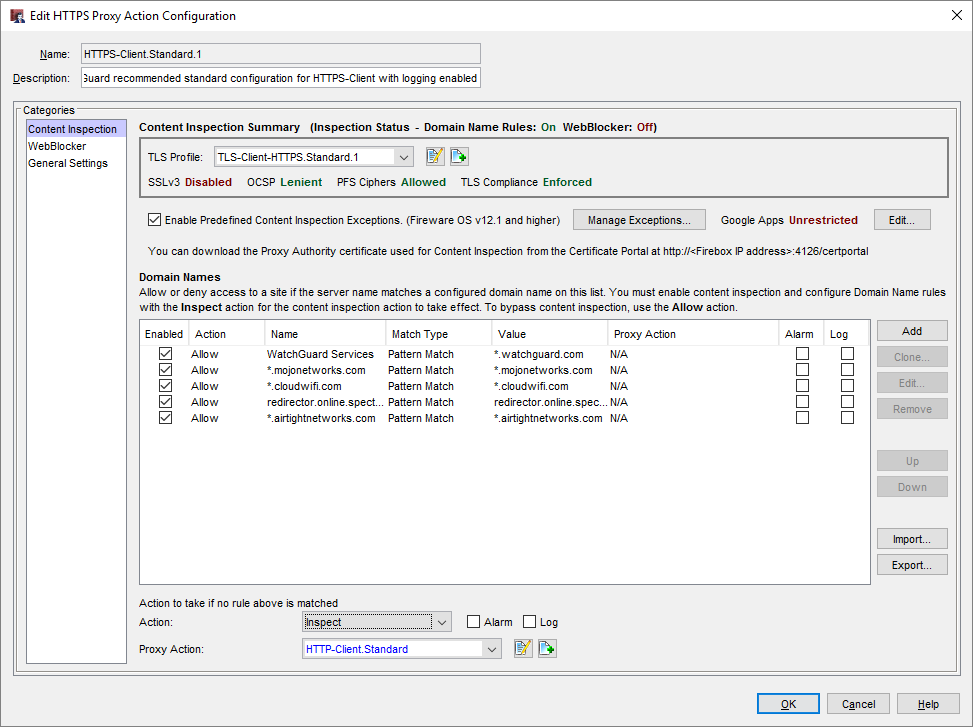 Edit HTTPS Proxy Action Configuration
Name: HTTPS-Client.Standard.1
Description: Guard recommended standard configuration for HTTPS-Client with logging enabled
Categories
Content Inspection
WebBlocker
General Settings
Content Inspection Summary (Inspection Status - Domain Name Rules: On WebBlocker: Off)
TLS Profile: TLS-Client-HTTPS.Standard.1
SSLv3 Disabled OCSP Lenient PFS Ciphers Allowed TLS Compliance Enforced
Enable Predefined Content Inspection Exceptions. (Fireware OS v12.1 and higher) Manage Exceptions... Google Apps Unrestricted Edit...
You can download the Proxy Authority certificate used for Content Inspection from the Certificate Portal at http://<Firebox IP address>:4126/certportal
Domain Names
Allow or deny access to a site if the server name matches a configured domain name on this list. You must enable content inspection and configure Domain Name rules
with the Inspect action for the content inspection action to take effect. To bypass content inspection, use the Allow action.
Enabled Action Name Match Type Value Proxy Action Alarm Log
Allow WatchGuard Services Pattern Match *.watchguard.com N/A
Allow *.mojonetworks.com Pattern Match *.mojonetworks.com N/A
Allow *.cloudwifi.com Pattern Match *.cloudwifi.com N/A
Allow redirector.online.spect... Pattern Match redirector.online.spec... N/A
Allow *.airtightnetworks.com Pattern Match *.airtightnetworks.com N/A
Add
Clone...
Edit...
Remove
Up
Down
Import...
Export...
Action to take if no rule above is matched
Action: Inspect Alarm Log
Proxy Action: HTTP-Client.Standard
OK Cancel Help